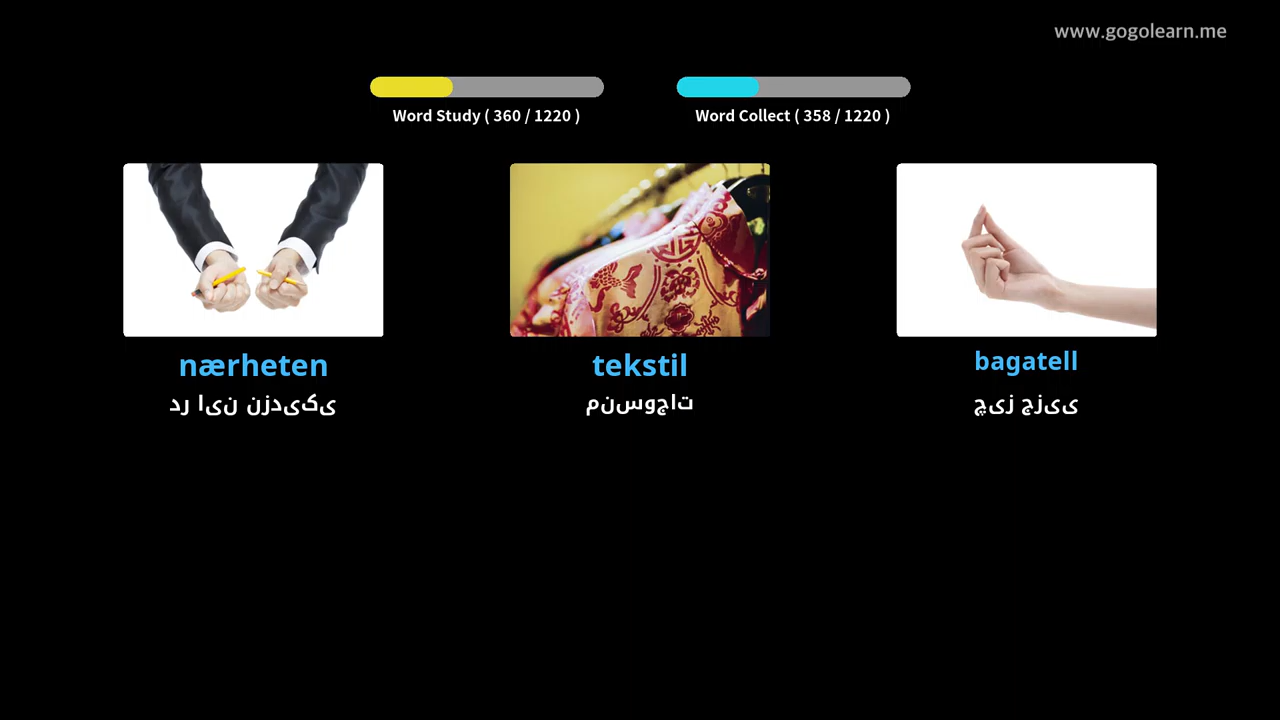 www.gogolearn.me
Word Study ( 360 / 1220 )
Word Collect ( 358 / 1220 )
nærheten
در این نزدیکی
tekstil
منسوجات
bagatell
چیز جزیی